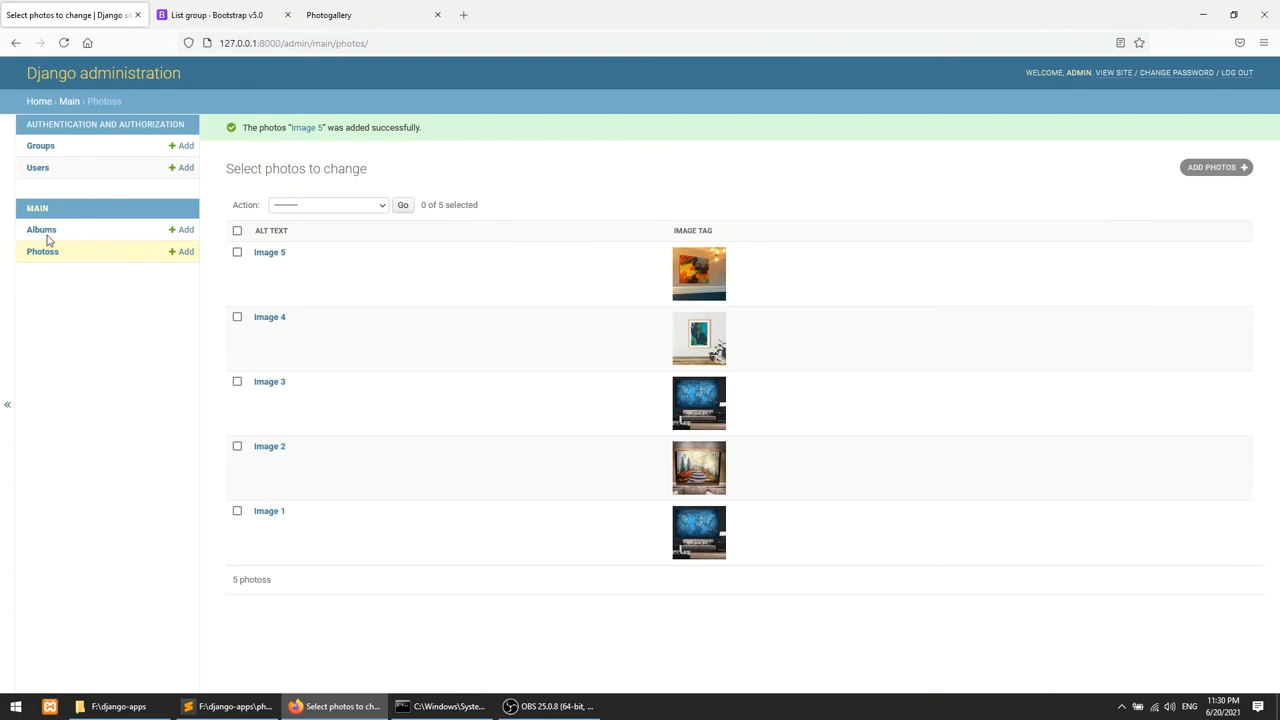 Select photos to change | Django sit
List group · Bootstrap v5.0
Photogallery
127.0.0.1:8000/admin/main/photos/
Django administration
WELCOME, ADMIN. VIEW SITE / CHANGE PASSWORD / LOG OUT
Home › Main › Photoss
AUTHENTICATION AND AUTHORIZATION
Groups
Add
Users
Add
MAIN
Albums
Add
Photoss
Add
The photos “Image 5” was added successfully.
Select photos to change
ADD PHOTOS
Action:
---------
Go
0 of 5 selected
ALT TEXT
IMAGE TAG
Image 5
Image 4
Image 3
Image 2
Image 1
5 photoss
F:\django-apps
F:\django-apps\ph...
Select photos to ch...
C:\Windows\Syste...
OBS 25.0.8 (64-bit, ...
ENG
11:30 PM
6/20/2021